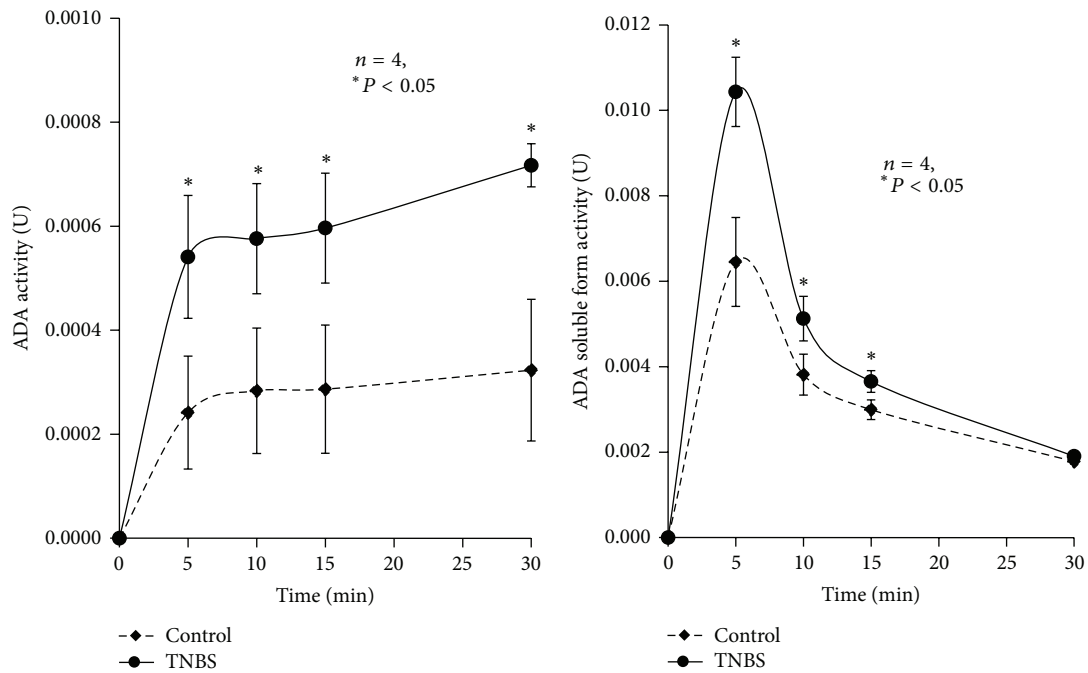 0.0010
0.0008
0.0006
0.0004
0.0002
0.0000
ADA activity (U)
n = 4,
*P < 0.05
*
*
*
*
0
5
10
15
20
25
30
Time (min)
Control
TNBS
0.012
0.010
0.008
0.006
0.004
0.002
0.000
ADA soluble form activity (U)
n = 4,
*P < 0.05
*
*
*
0
5
10
15
20
25
30
Time (min)
Control
TNBS